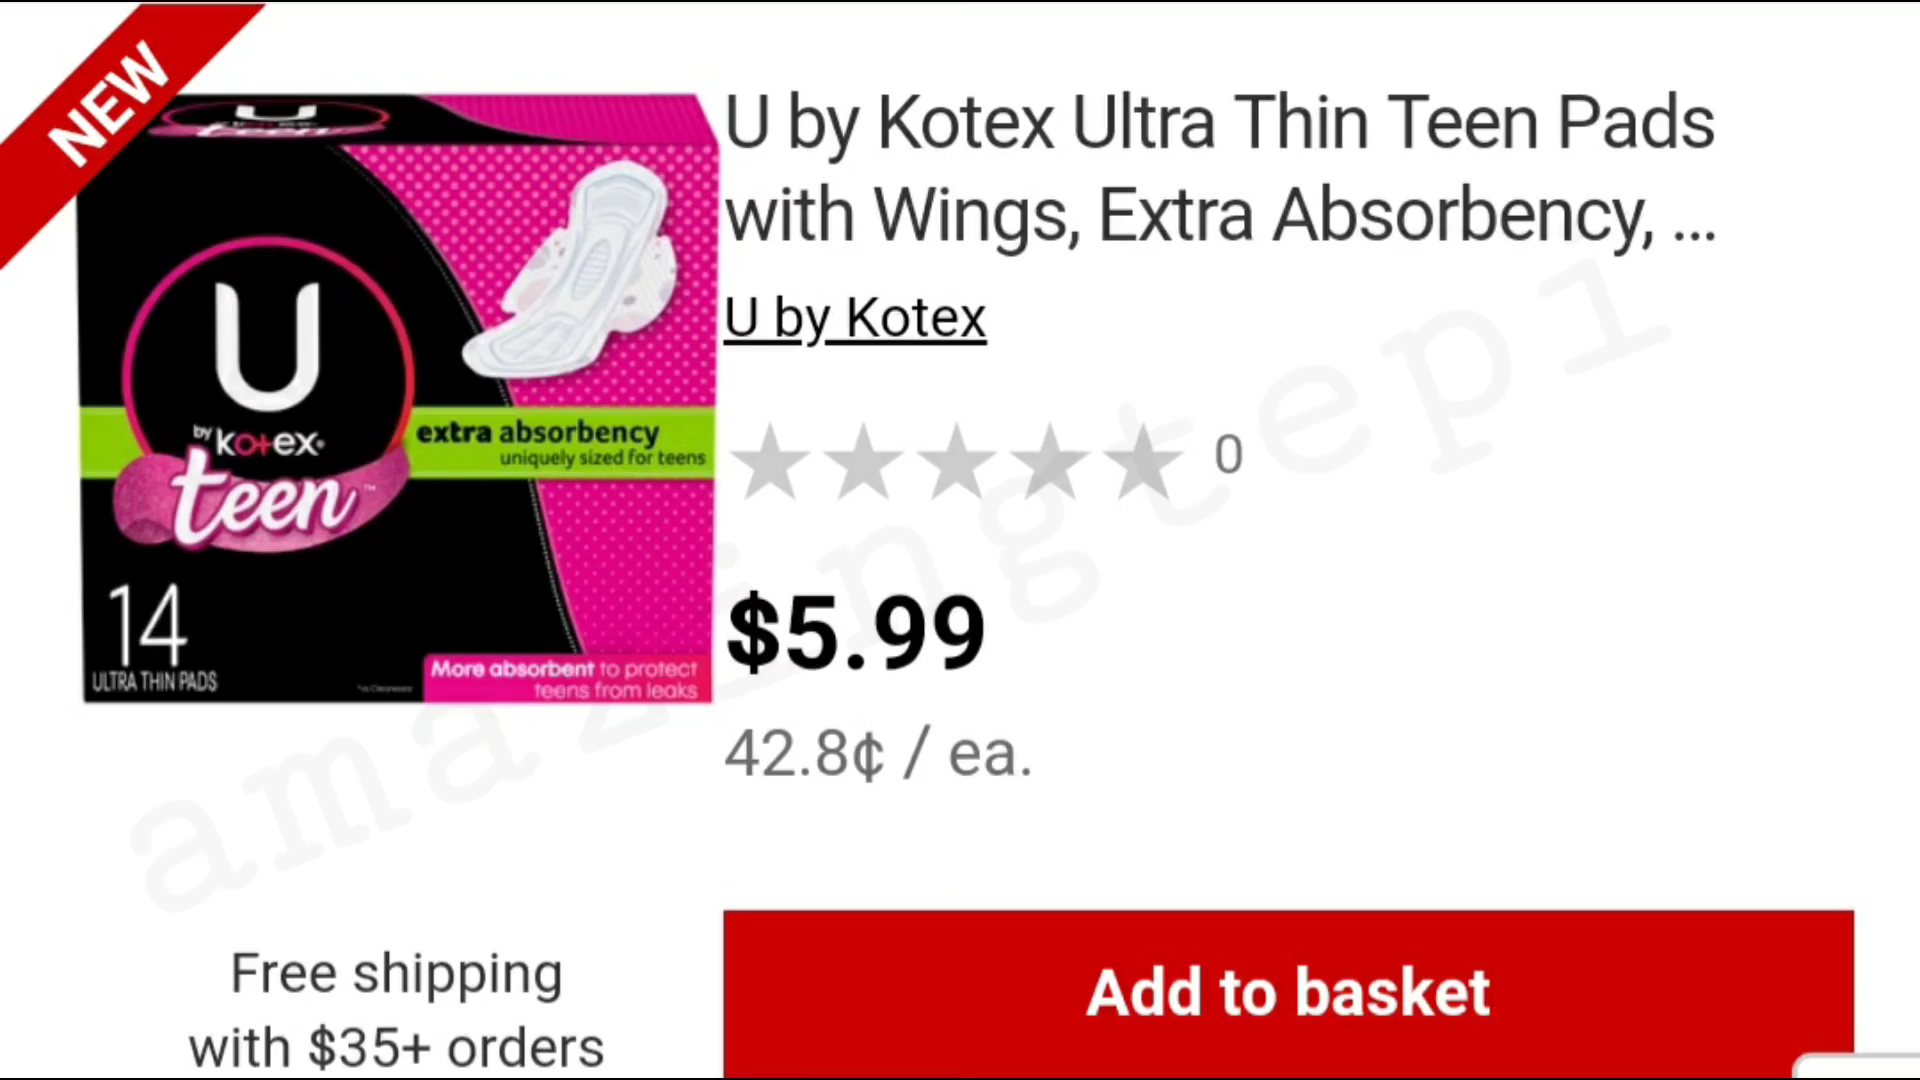 NEW
U
teen
U
by kotex®
teen™
extra absorbency
uniquely sized for teens
14
ULTRA THIN PADS
More absorbent to protect
teens from leaks
U by Kotex Ultra Thin Teen Pads
with Wings, Extra Absorbency, ...
U by Kotex
0
$5.99
42.8¢ / ea.
Free shipping
with $35+ orders
Add to basket
amazingtep1